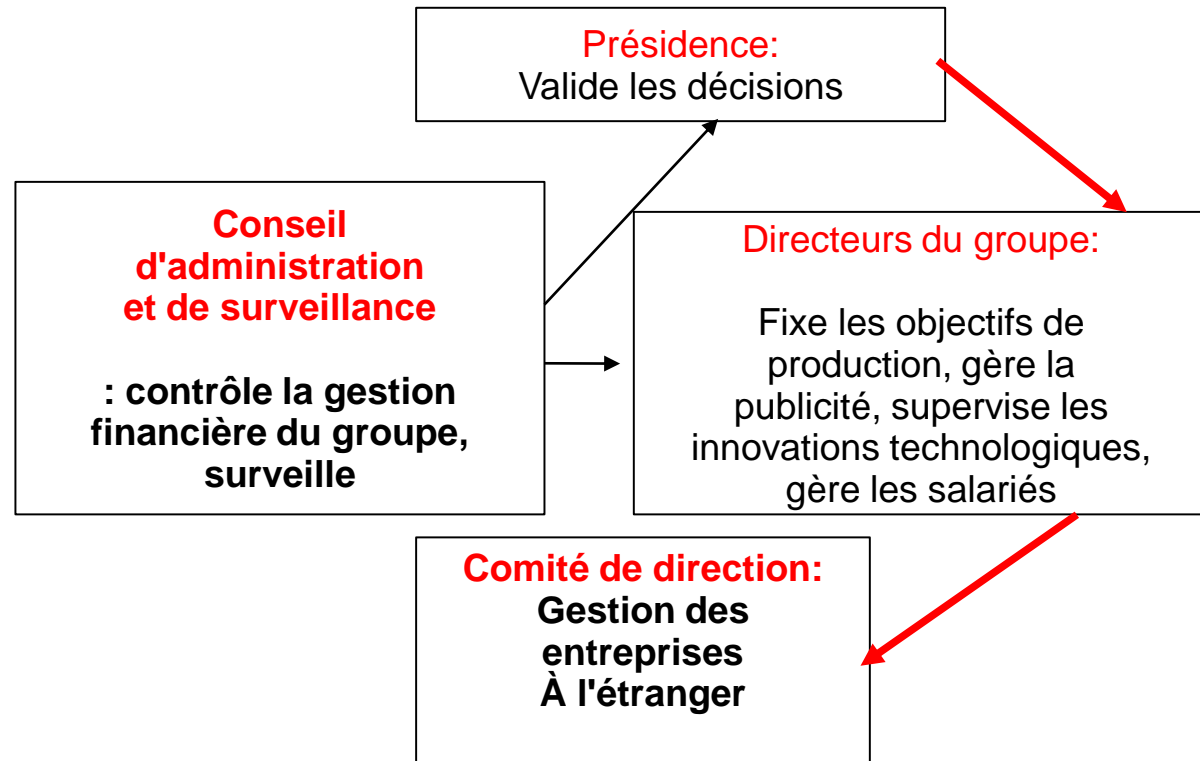 Présidence:
Valide les décisions
Conseil
d'administration
et de surveillance
: contrôle la gestion
financière du groupe,
surveille
Directeurs du groupe:
Fixe les objectifs de
production, gère la
publicité, supervise les
innovations technologiques,
gère les salariés
Comité de direction:
Gestion des
entreprises
À l'étranger